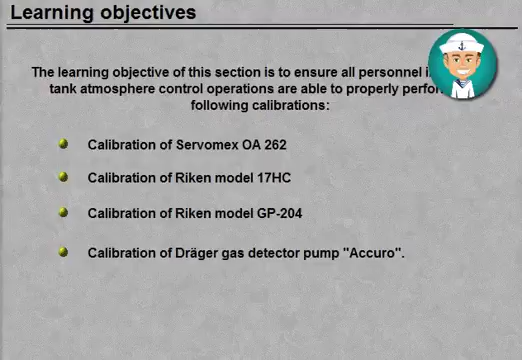 Learning objectives
The learning objective of this section is to ensure all personnel
tank atmosphere control operations are able to properly
following calibrations:
Calibration of Servomex OA 262
Calibration of Riken model 17HC
Calibration of Riken model GP-204
Calibration of Dräger gas detector pump "Accuro".